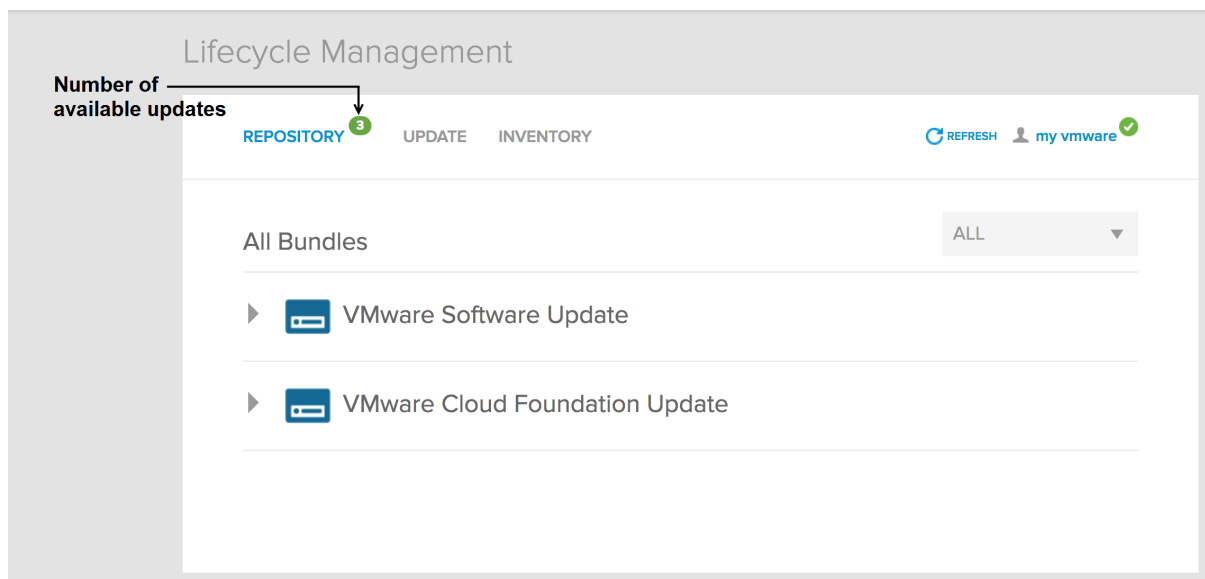 Lifecycle Management
Number of
available updates
REPOSITORY 3 UPDATE INVENTORY REFRESH my vmware
All Bundles ALL
VMware Software Update
VMware Cloud Foundation Update